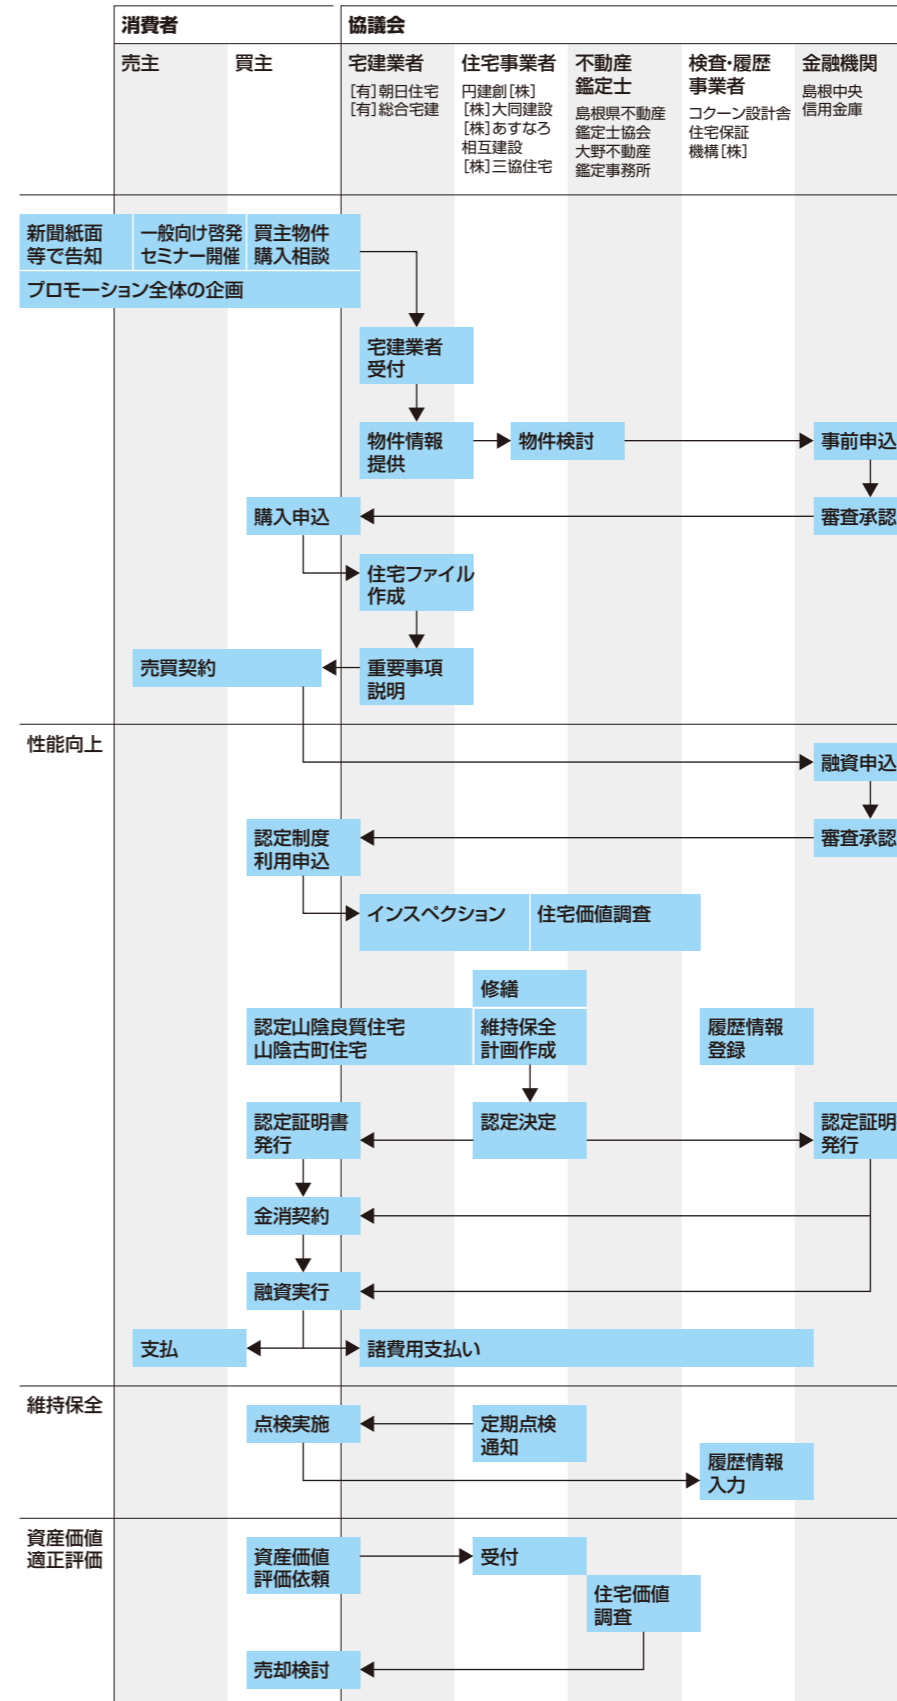 消費者
協議会
売主
買主
宅建業者
[有]朝日住宅
[有]総合宅建
住宅事業者
円建創[株]
[株]大同建設
[株]あすなろ
相互建設
[株]三協住宅
不動産
鑑定士
島根県不動産
鑑定士協会
大野不動産
鑑定事務所
検査・履歴
事業者
コクーン設計舎
住宅保証
機構[株]
金融機関
島根中央
信用金庫
新聞紙面
等で告知
一般向け啓発
セミナー開催
買主物件
購入相談
プロモーション全体の企画
宅建業者
受付
物件情報
提供
物件検討
事前申込
購入申込
審査承認
住宅ファイル
作成
売買契約
重要事項
説明
性能向上
融資申込
認定制度
利用申込
審査承認
インスペクション
住宅価値調査
修繕
認定山陰良質住宅
山陰古町住宅
維持保全
計画作成
履歴情報
登録
認定証明書
発行
認定決定
認定証明
発行
金消契約
融資実行
支払
諸費用支払い
維持保全
点検実施
定期点検
通知
履歴情報
入力
資産価値
適正評価
資産価値
評価依頼
受付
住宅価値
調査
売却検討